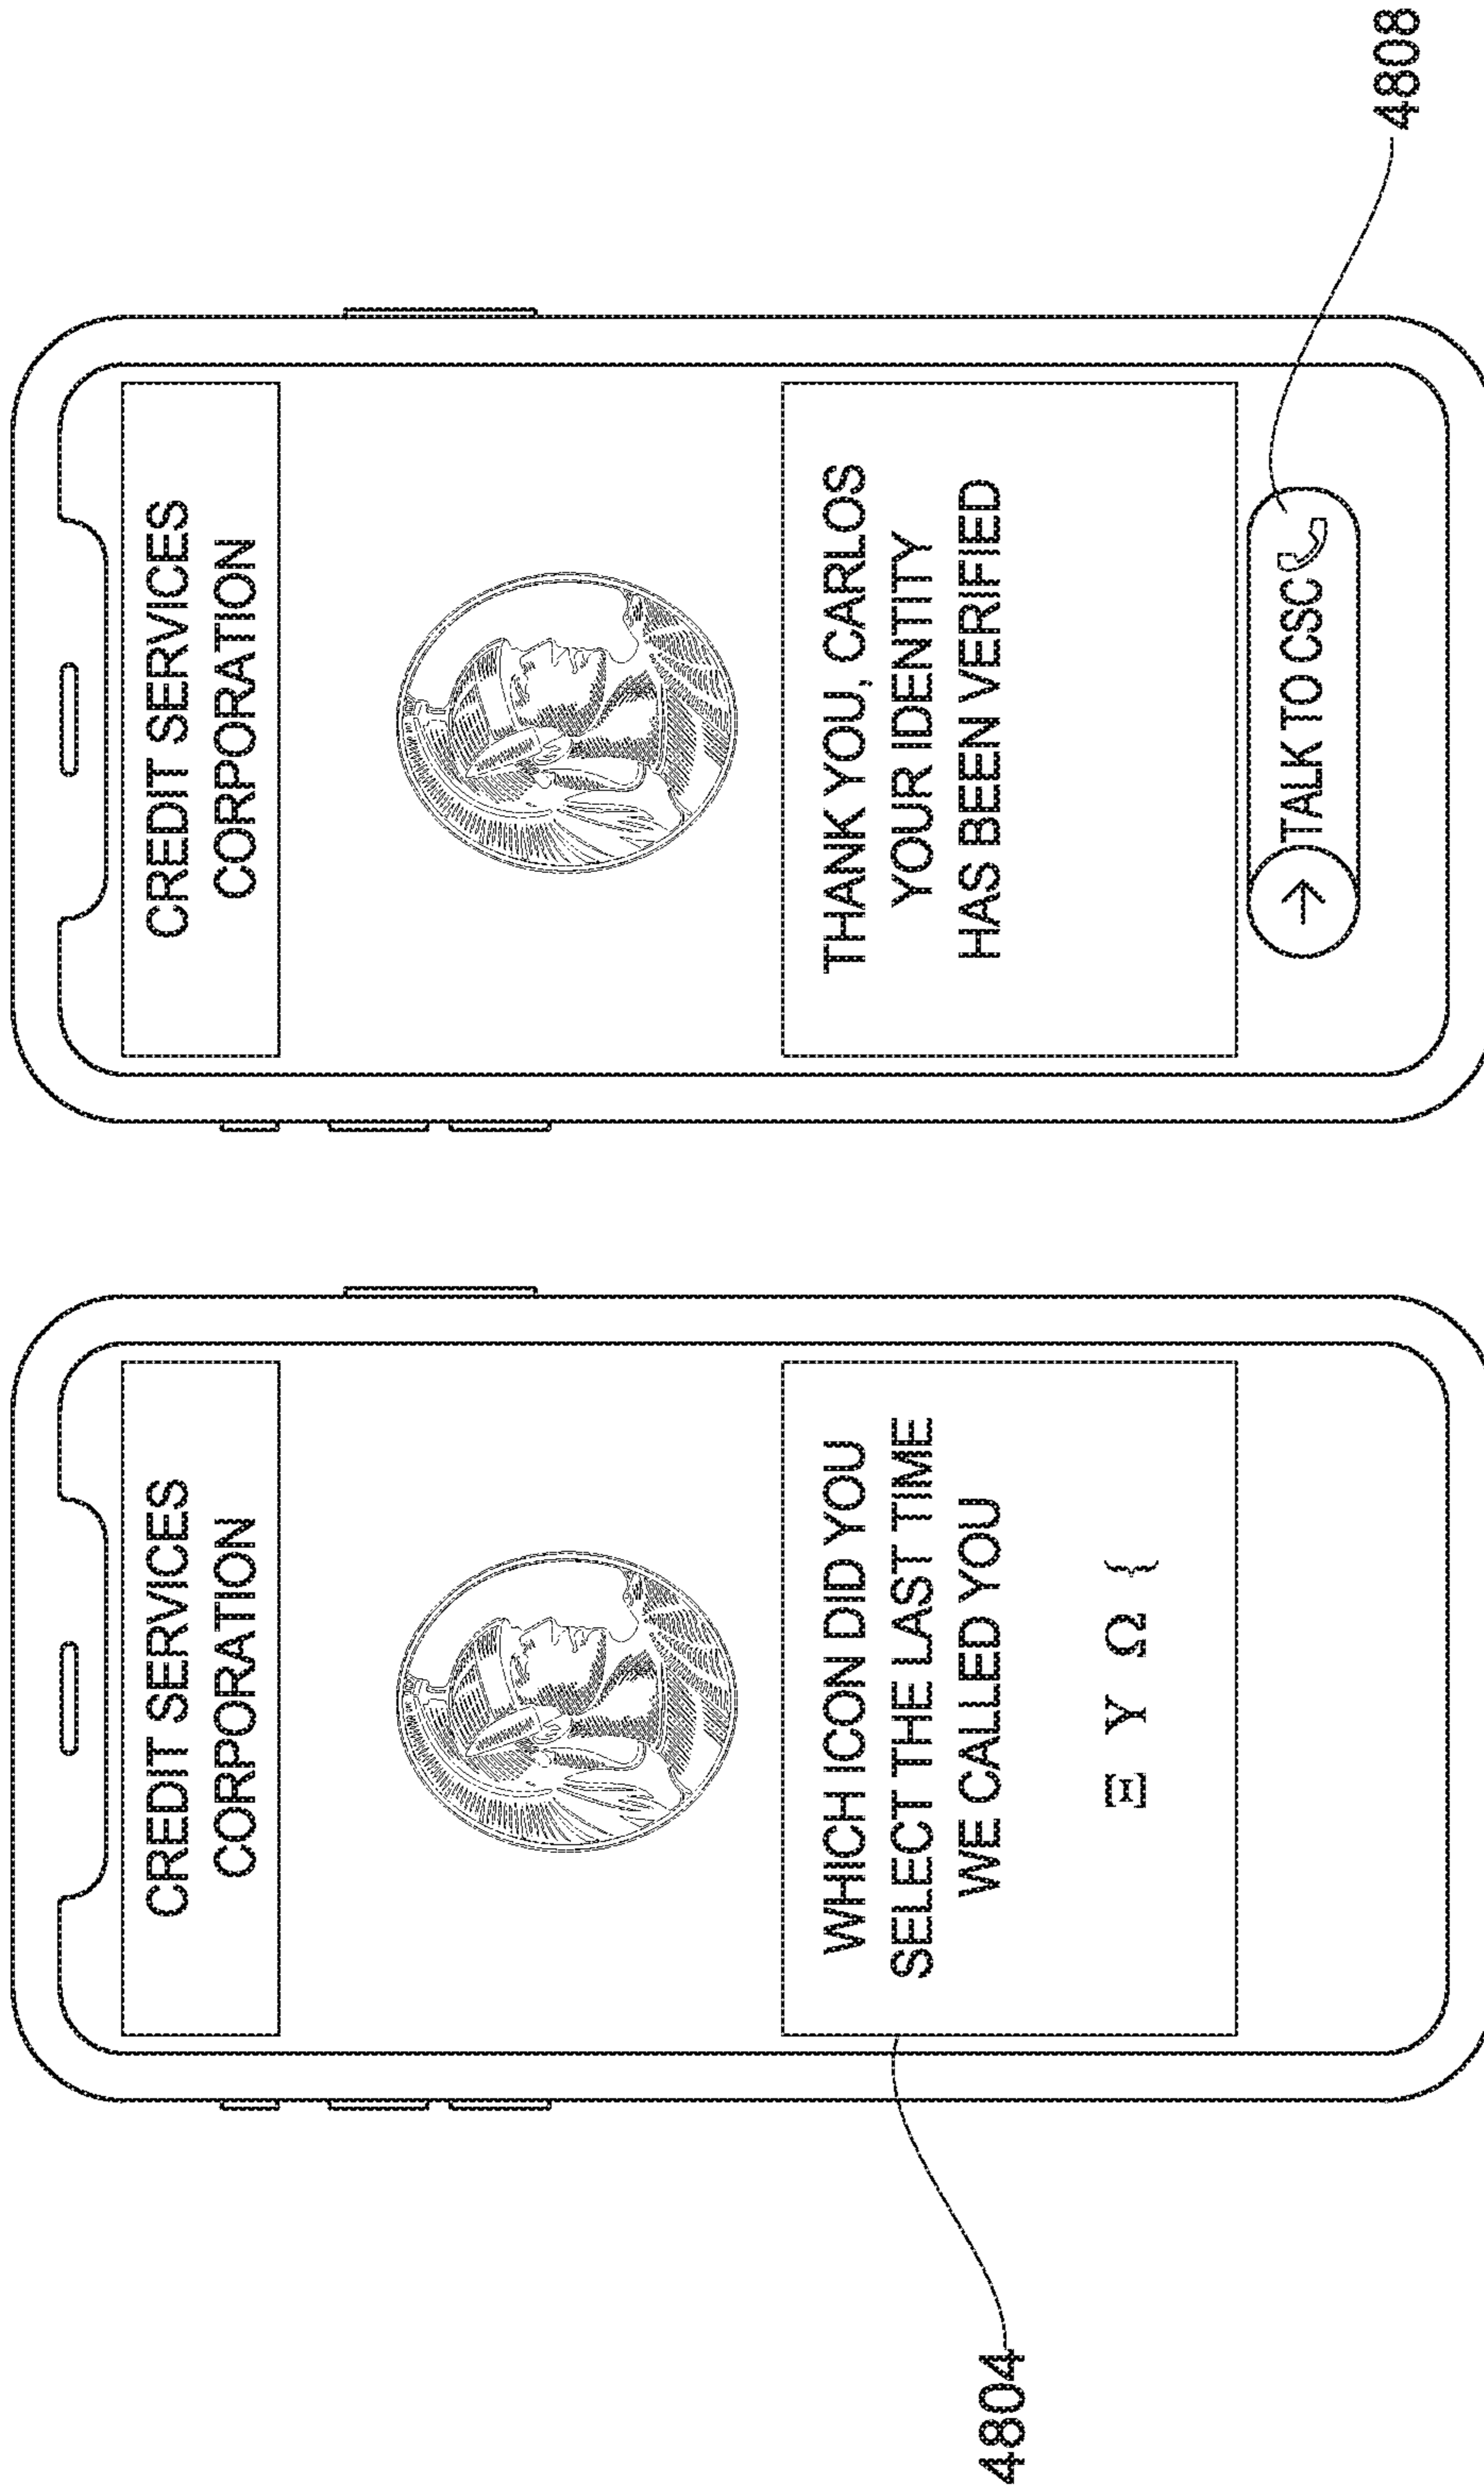 CREDIT SERVICES
CORPORATION
WHICH ICON DID YOU
SELECT THE LAST TIME
WE CALLED YOU
Ξ Υ Ω {
4804
CREDIT SERVICES
CORPORATION
THANK YOU, CARLOS
YOUR IDENTITY
HAS BEEN VERIFIED
TALK TO CSC
4808